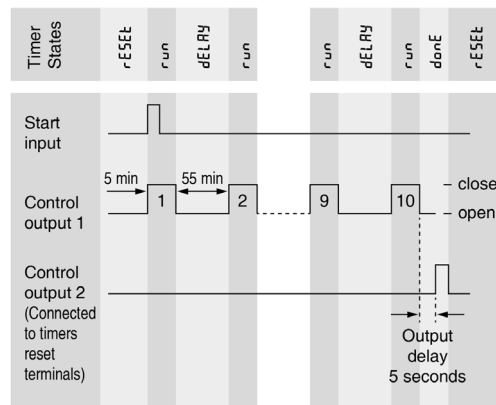 Timer
States
rESEt
run
dELAY
run
run
dELAY
run
donE
rESEt
Start
input
5 min
55 min
close
Control
output 1
1
2
9
10
open
Control
output 2
(Connected
to timers
reset
terminals)
Output
delay
5 seconds